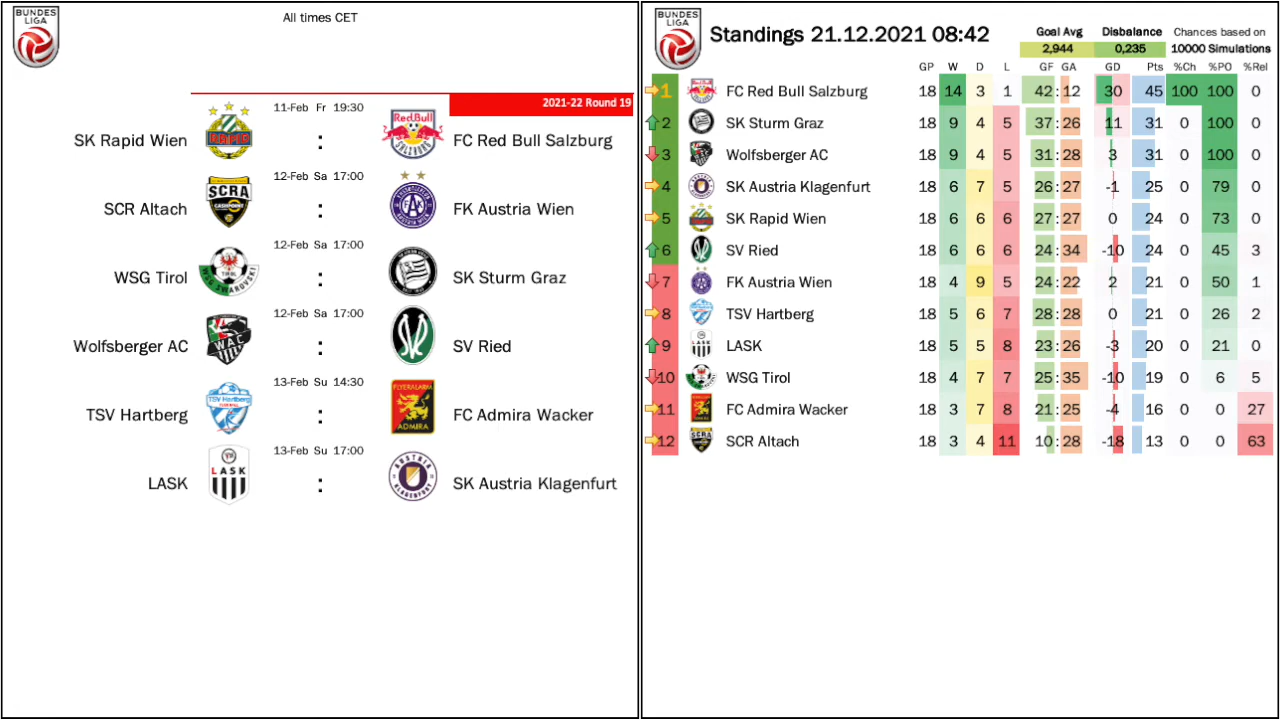 BUNDES
LIGA
All times CET
2021-22 Round 19
11-Feb Fr 19:30
SK Rapid Wien : FC Red Bull Salzburg
12-Feb Sa 17:00
SCR Altach : FK Austria Wien
12-Feb Sa 17:00
WSG Tirol : SK Sturm Graz
12-Feb Sa 17:00
Wolfsberger AC : SV Ried
13-Feb Su 14:30
TSV Hartberg : FC Admira Wacker
13-Feb Su 17:00
LASK : SK Austria Klagenfurt
BUNDES
LIGA
Standings 21.12.2021 08:42
Goal Avg Disbalance Chances based on
2,944 0,235 10000 Simulations
GP W D L GF GA GD Pts %Ch %PO %Rel
1 FC Red Bull Salzburg 18 14 3 1 42:12 30 45 100 100 0
2 SK Sturm Graz 18 9 4 5 37:26 11 31 0 100 0
3 Wolfsberger AC 18 9 4 5 31:28 3 31 0 100 0
4 SK Austria Klagenfurt 18 6 7 5 26:27 -1 25 0 79 0
5 SK Rapid Wien 18 6 6 6 27:27 0 24 0 73 0
6 SV Ried 18 6 6 6 24:34 -10 24 0 45 3
7 FK Austria Wien 18 4 9 5 24:22 2 21 0 50 1
8 TSV Hartberg 18 5 6 7 28:28 0 21 0 26 2
9 LASK 18 5 5 8 23:26 -3 20 0 21 0
10 WSG Tirol 18 4 7 7 25:35 -10 19 0 6 5
11 FC Admira Wacker 18 3 7 8 21:25 -4 16 0 0 27
12 SCR Altach 18 3 4 11 10:28 -18 13 0 0 63